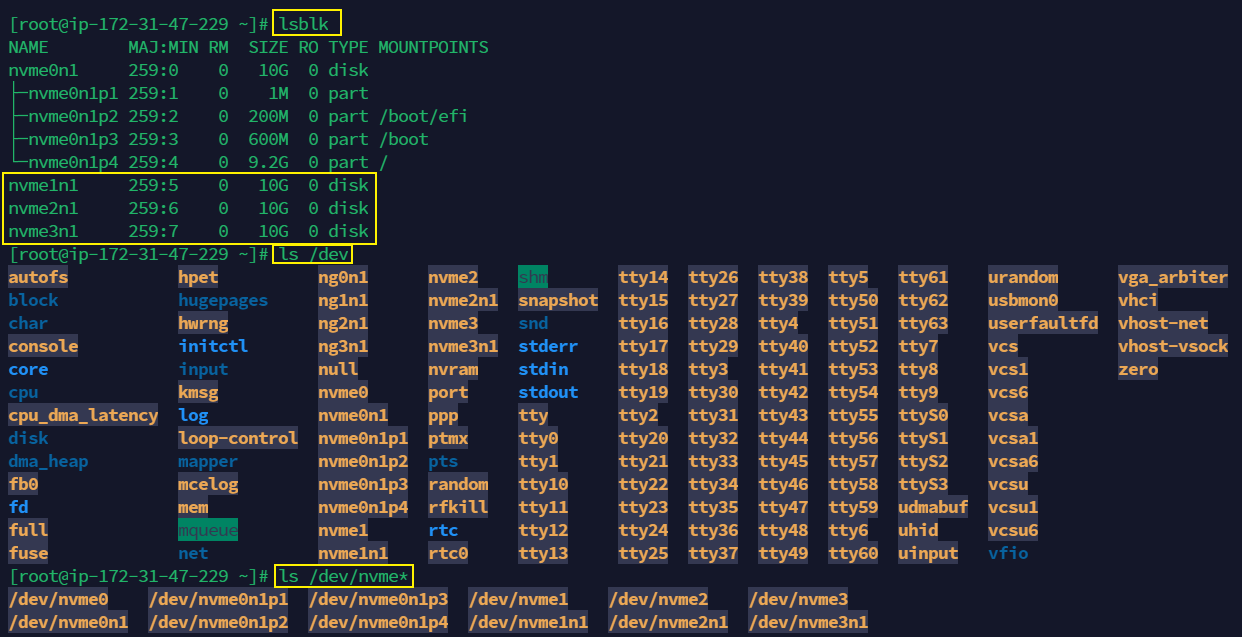 [root@ip-172-31-47-229 ~]# lsblk
NAME        MAJ:MIN RM  SIZE RO TYPE MOUNTPOINTS
nvme0n1     259:0    0   10G  0 disk
├─nvme0n1p1 259:1    0    1M  0 part
├─nvme0n1p2 259:2    0  200M  0 part /boot/efi
├─nvme0n1p3 259:3    0  600M  0 part /boot
└─nvme0n1p4 259:4    0  9.2G  0 part /
nvme1n1     259:5    0   10G  0 disk
nvme2n1     259:6    0   10G  0 disk
nvme3n1     259:7    0   10G  0 disk
[root@ip-172-31-47-229 ~]# ls /dev
autofs           hpet          ng0n1      nvme2    shm       tty14  tty26  tty38  tty5   tty61    urandom      vga_arbiter
block            hugepages     ng1n1      nvme2n1  snapshot  tty15  tty27  tty39  tty50  tty62    usbmon0      vhci
char             hwrng         ng2n1      nvme3    snd       tty16  tty28  tty4   tty51  tty63    userfaultfd  vhost-net
console          initctl       ng3n1      nvme3n1  stderr    tty17  tty29  tty40  tty52  tty7     vcs          vhost-vsock
core             input         null       nvram    stdin     tty18  tty3   tty41  tty53  tty8     vcs1         zero
cpu              kmsg          nvme0      port     stdout    tty19  tty30  tty42  tty54  tty9     vcs6
cpu_dma_latency  log           nvme0n1    ppp      tty       tty2   tty31  tty43  tty55  ttyS0    vcsa
disk             loop-control  nvme0n1p1  ptmx     tty0      tty20  tty32  tty44  tty56  ttyS1    vcsa1
dma_heap         mapper        nvme0n1p2  pts      tty1      tty21  tty33  tty45  tty57  ttyS2    vcsa6
fb0              mcelog        nvme0n1p3  random   tty10     tty22  tty34  tty46  tty58  ttyS3    vcsu
fd               mem           nvme0n1p4  rfkill   tty11     tty23  tty35  tty47  tty59  udmabuf  vcsu1
full             mqueue        nvme1      rtc      tty12     tty24  tty36  tty48  tty6   uhid     vcsu6
fuse             net           nvme1n1    rtc0     tty13     tty25  tty37  tty49  tty60  uinput   vfio
[root@ip-172-31-47-229 ~]# ls /dev/nvme*
/dev/nvme0    /dev/nvme0n1p1  /dev/nvme0n1p3  /dev/nvme1    /dev/nvme2    /dev/nvme3
/dev/nvme0n1  /dev/nvme0n1p2  /dev/nvme0n1p4  /dev/nvme1n1  /dev/nvme2n1  /dev/nvme3n1